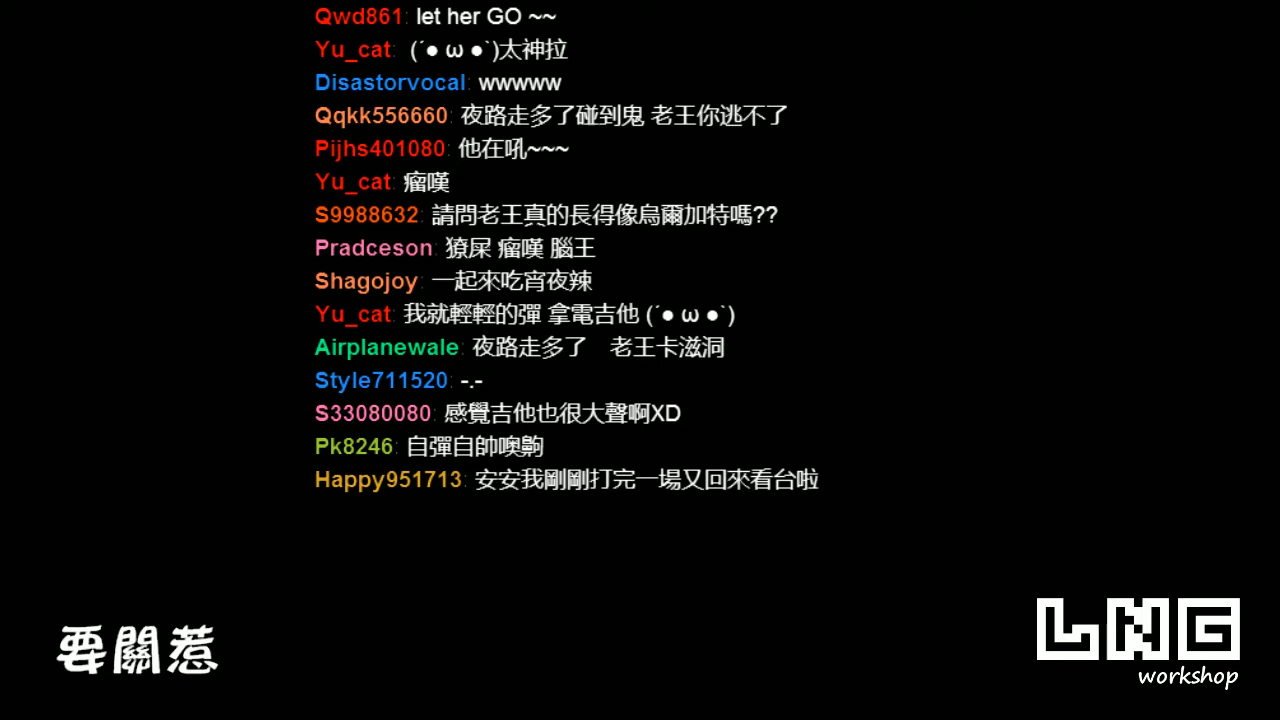 Qwd861: let her GO ~~
Yu_cat: (´● ω ●`)太神拉
Disastorvocal: wwwww
Qqkk556660: 夜路走多了碰到鬼 老王你逃不了
Pijhs401080: 他在吼~~~
Yu_cat: 瘤嘆
S9988632: 請問老王真的長得像烏爾加特嗎??
Pradceson: 獠屎 瘤嘆 腦王
Shagojoy: 一起來吃宵夜辣
Yu_cat: 我就輕輕的彈 拿電吉他 (´● ω ●`)
Airplanewale: 夜路走多了　老王卡滋洞
Style711520: -.-
S33080080: 感覺吉他也很大聲啊XD
Pk8246: 自彈自帥噢齁
Happy951713: 安安我剛剛打完一場又回來看台啦
要關惹
LNG
workshop